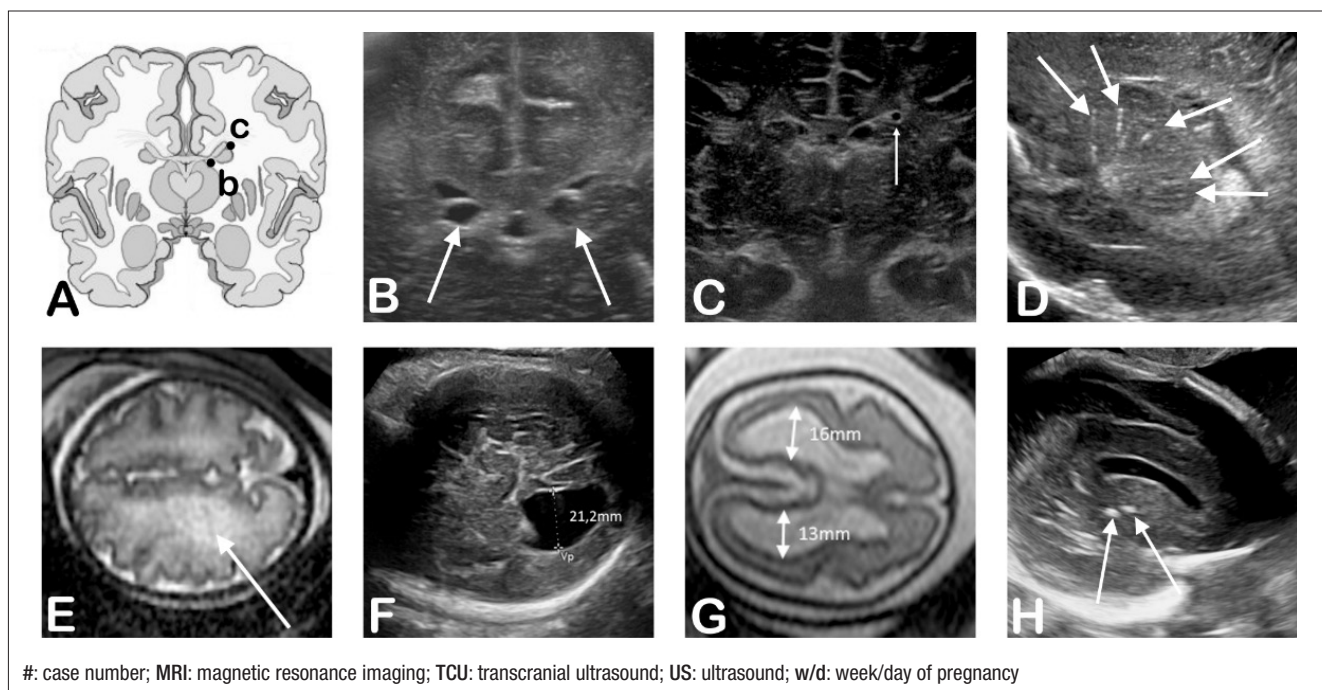 c
b
A
B
C
D
E
21,2mm
Vp
F
16mm
13mm
G
H
#: case number; MRI: magnetic resonance imaging; TCU: transcranial ultrasound; US: ultrasound; w/d: week/day of pregnancy